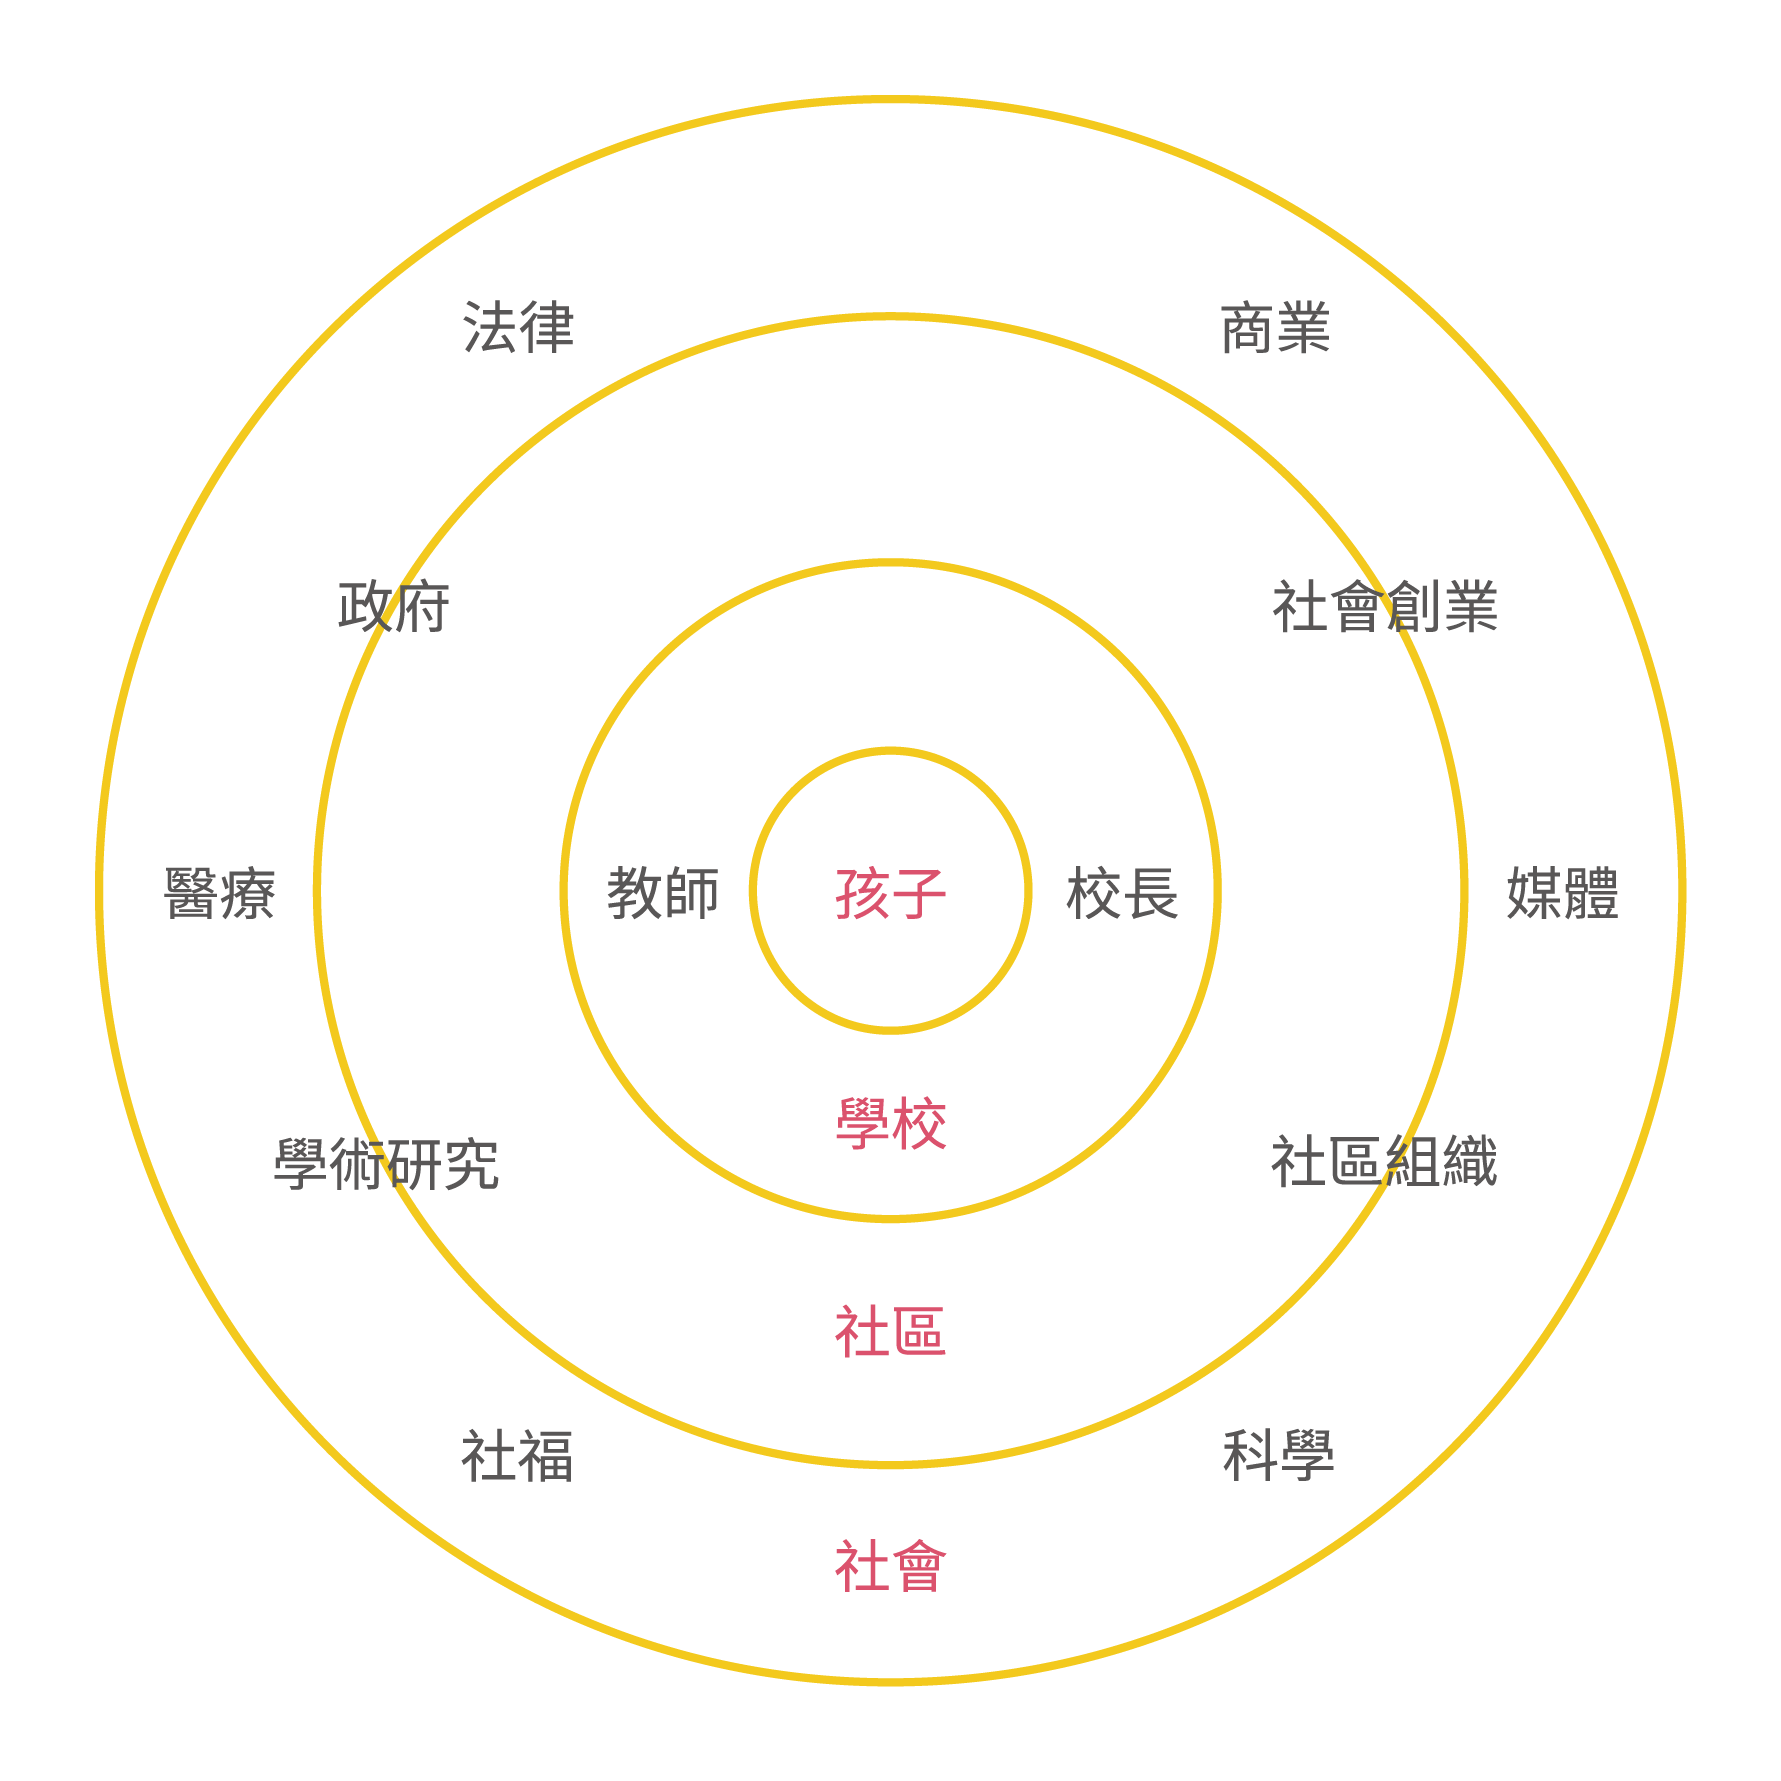 法律
商業
政府
社會創業
醫療
教師
孩子
校長
媒體
學校
學術研究
社區組織
社區
社福
科學
社會